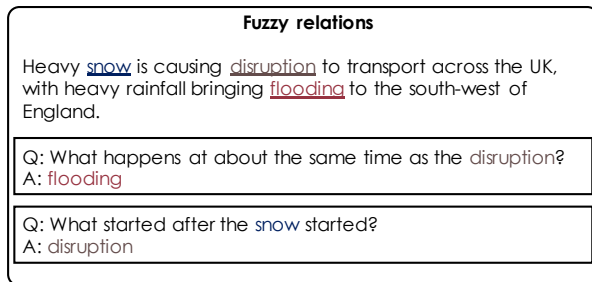 Fuzzy relations
Heavy snow is causing disruption to transport across the UK,
with heavy rainfall bringing flooding to the south-west of
England.
Q: What happens at about the same time as the disruption?
A: flooding
Q: What started after the snow started?
A: disruption